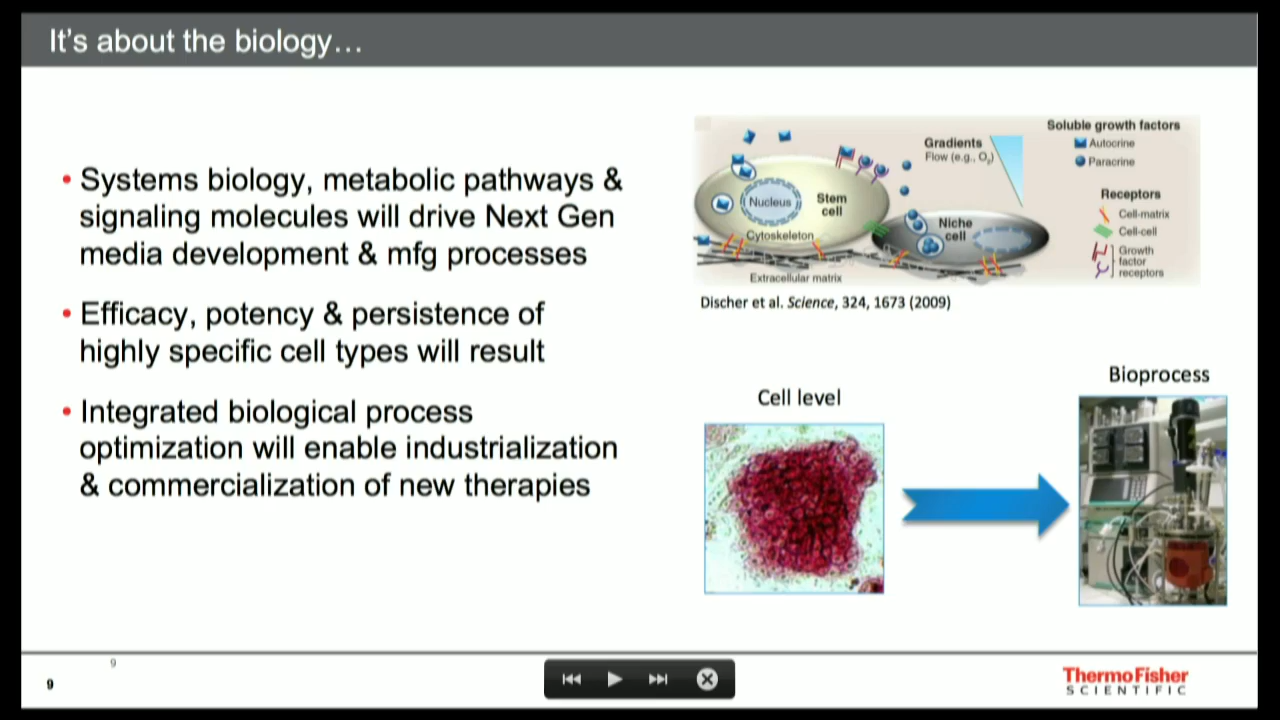 It's about the biology…
• Systems biology, metabolic pathways &
signaling molecules will drive Next Gen
media development & mfg processes
• Efficacy, potency & persistence of
highly specific cell types will result
• Integrated biological process
optimization will enable industrialization
& commercialization of new therapies
Soluble growth factors
Autocrine
Paracrine
Gradients
Flow (e.g., O₂)
Receptors
Cell-matrix
Cell-cell
Growth
factor
receptors
Nucleus
Stem
cell
Niche
cell
Cytoskeleton
Extracellular matrix
Discher et al. Science, 324, 1673 (2009)
Cell level
Bioprocess
9
9
ThermoFisher
SCIENTIFIC